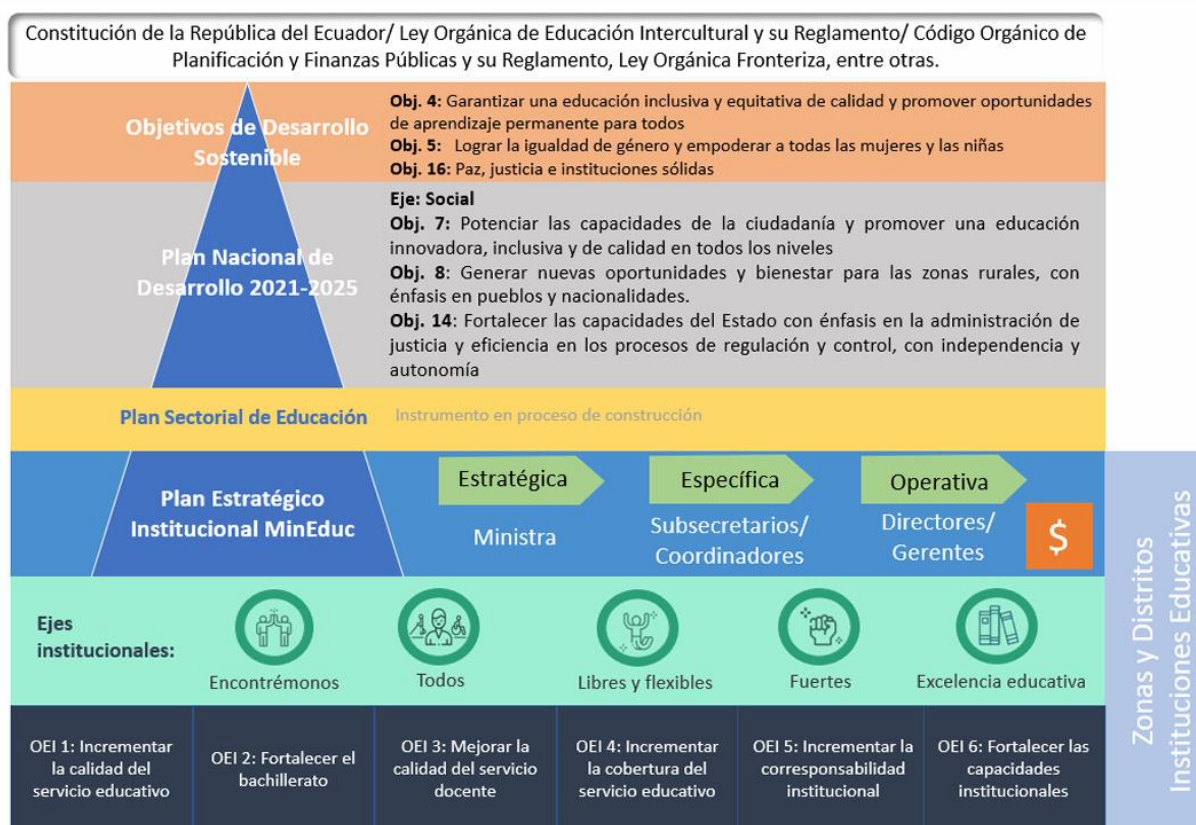 Constitución de la República del Ecuador/ Ley Orgánica de Educación Intercultural y su Reglamento/ Código Orgánico de
Planificación y Finanzas Públicas y su Reglamento, Ley Orgánica Fronteriza, entre otras.
Objetivos de Desarrollo
Sostenible
Obj. 4: Garantizar una educación inclusiva y equitativa de calidad y promover oportunidades
de aprendizaje permanente para todos
Obj. 5: Lograr la igualdad de género y empoderar a todas las mujeres y las niñas
Obj. 16: Paz, justicia e instituciones sólidas
Plan Nacional de
Desarrollo 2021-2025
Eje: Social
Obj. 7: Potenciar las capacidades de la ciudadanía y promover una educación
innovadora, inclusiva y de calidad en todos los niveles
Obj. 8: Generar nuevas oportunidades y bienestar para las zonas rurales, con
énfasis en pueblos y nacionalidades.
Obj. 14: Fortalecer las capacidades del Estado con énfasis en la administración de
justicia y eficiencia en los procesos de regulación y control, con independencia y
autonomía
Plan Sectorial de Educación
Instrumento en proceso de construcción
Plan Estratégico
Institucional MinEduc
Estratégica
Ministra
Específica
Subsecretarios/
Coordinadores
Operativa
Directores/
Gerentes
$
Ejes
institucionales:
Encontrémonos
Todos
Libres y flexibles
Fuertes
Excelencia educativa
OEI 1: Incrementar
la calidad del
servicio educativo
OEI 2: Fortalecer el
bachillerato
OEI 3: Mejorar la
calidad del servicio
docente
OEI 4: Incrementar
la cobertura del
servicio educativo
OEI 5: Incrementar la
corresponsabilidad
institucional
OEI 6: Fortalecer las
capacidades
institucionales
Zonas y Distritos
Instituciones Educativas